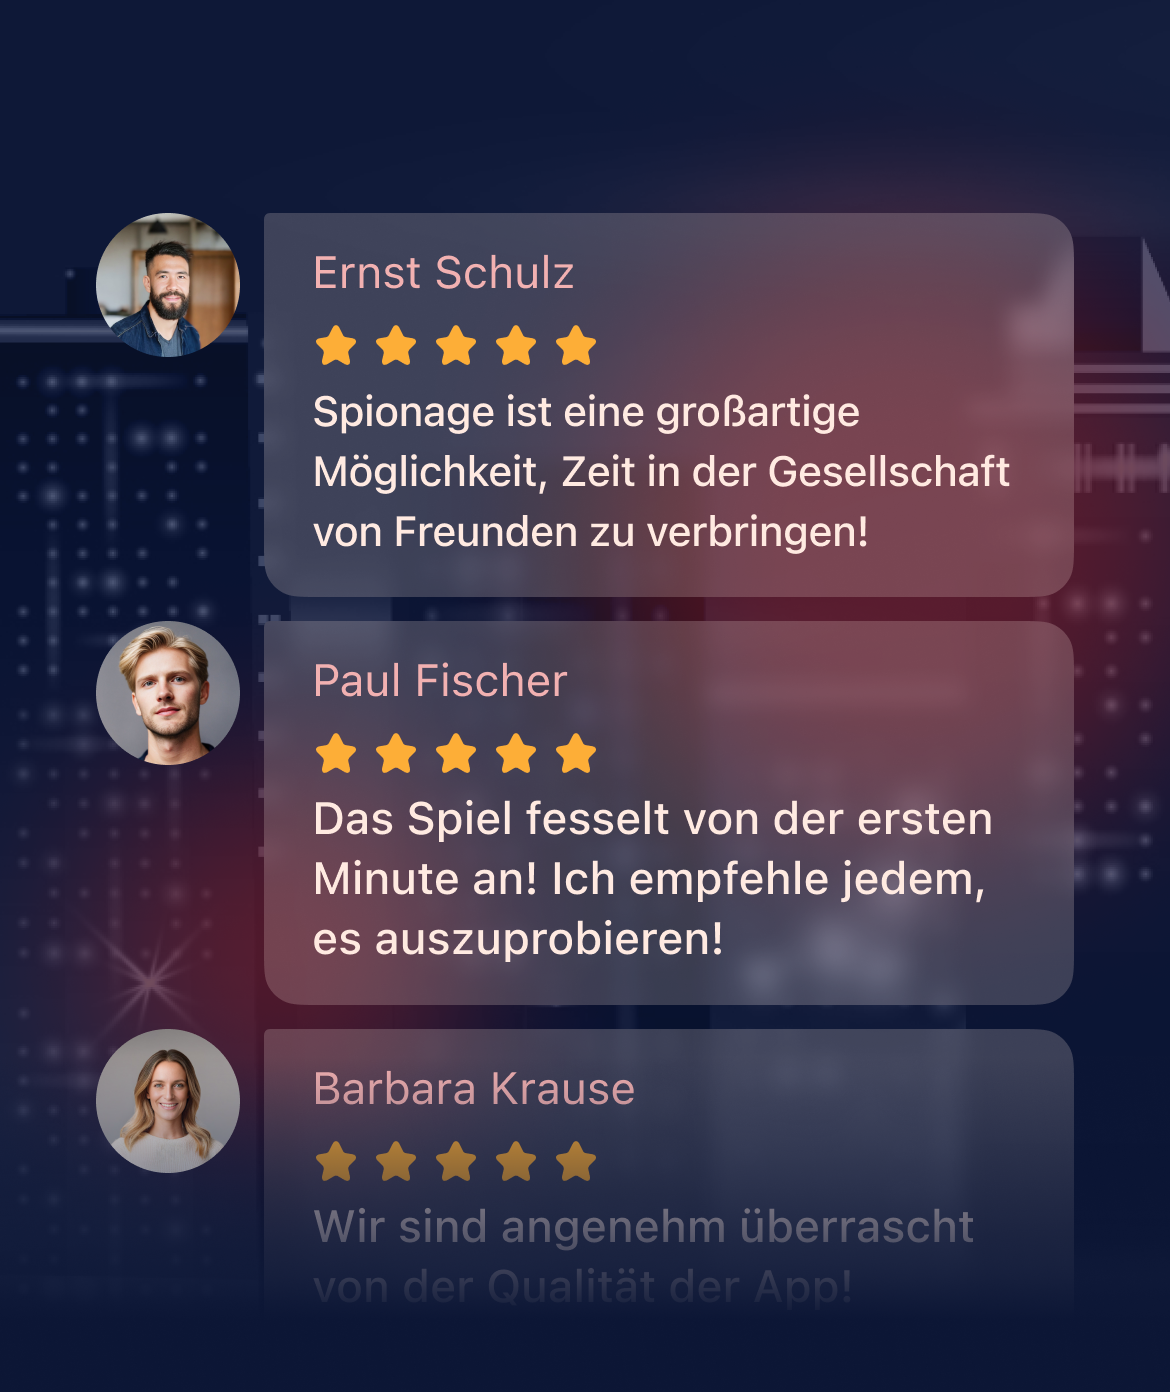 Ernst Schulz
Spionage ist eine großartige
Möglichkeit, Zeit in der Gesellschaft
von Freunden zu verbringen!
Paul Fischer
Das Spiel fesselt von der ersten
Minute an! Ich empfehle jedem,
es auszuprobieren!
Barbara Krause
Wir sind angenehm überrascht
von der Qualität der App!